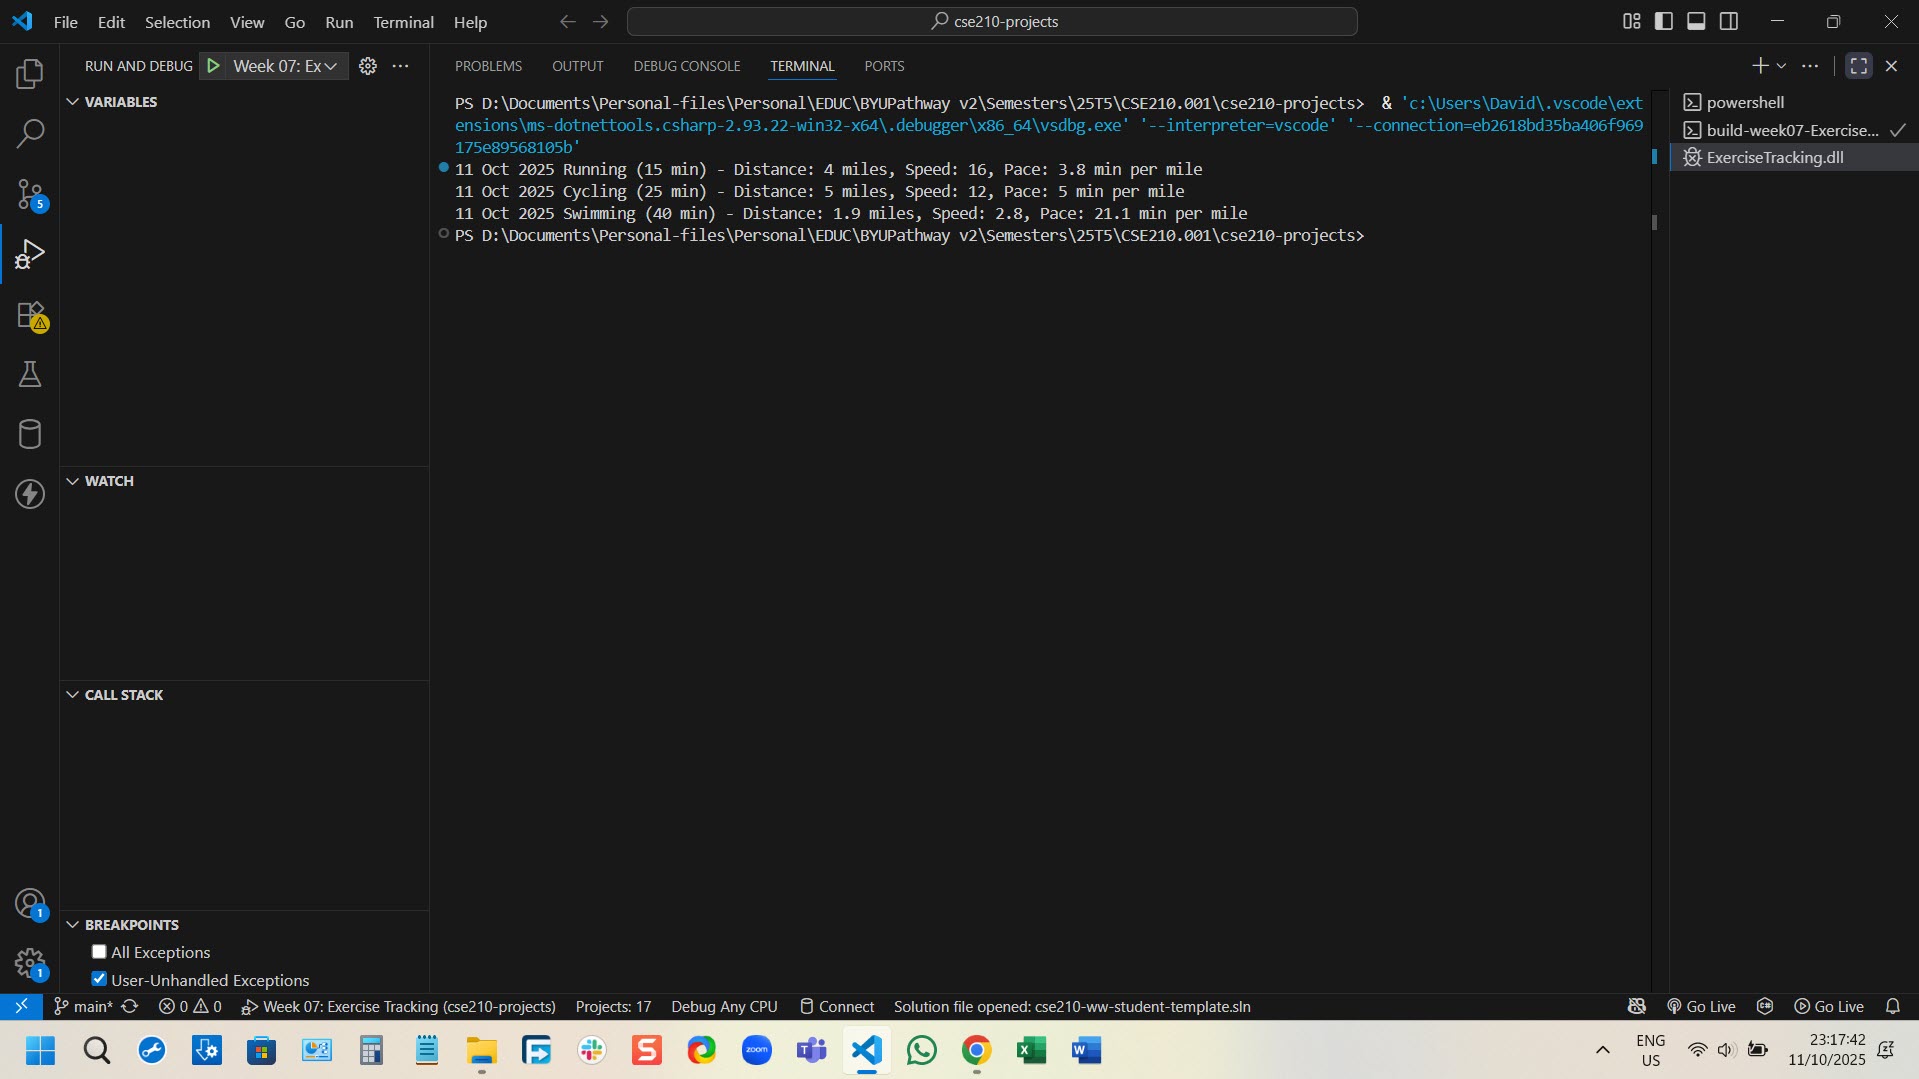 File Edit Selection View Go Run Terminal Help
cse210-projects
RUN AND DEBUG Week 07: Ex
PROBLEMS OUTPUT DEBUG CONSOLE TERMINAL PORTS
VARIABLES
WATCH
CALL STACK
BREAKPOINTS
All Exceptions
User-Unhandled Exceptions
PS D:\Documents\Personal-files\Personal\EDUC\BYUPathway v2\Semesters\25T5\CSE210.001\cse210-projects>  & 'c:\Users\David\.vscode\ext
ensions\ms-dotnettools.csharp-2.93.22-win32-x64\.debugger\x86_64\vsdbg.exe' '--interpreter=vscode' '--connection=eb2618bd35ba406f969
175e89568105b'
11 Oct 2025 Running (15 min) - Distance: 4 miles, Speed: 16, Pace: 3.8 min per mile
11 Oct 2025 Cycling (25 min) - Distance: 5 miles, Speed: 12, Pace: 5 min per mile
11 Oct 2025 Swimming (40 min) - Distance: 1.9 miles, Speed: 2.8, Pace: 21.1 min per mile
PS D:\Documents\Personal-files\Personal\EDUC\BYUPathway v2\Semesters\25T5\CSE210.001\cse210-projects>
powershell
build-week07-Exercise...
ExerciseTracking.dll
5
1
1
main* 0 0 Week 07: Exercise Tracking (cse210-projects) Projects: 17 Debug Any CPU Connect Solution file opened: cse210-ww-student-template.sln Go Live Go Live
zoom
ENG
US
23:17:42
11/10/2025